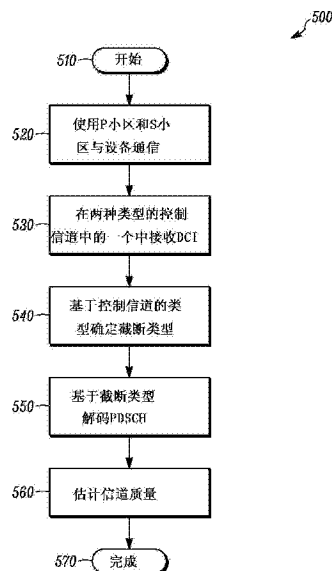 500
510
开始
520
使用P小区和S小
区与设备通信
530
在两种类型的控制
信道中的一个中接收DCI
540
基于控制信道的类
型确定截断类型
550
基于截断类型
解码PDSCH
560
估计信道质量
570
完成